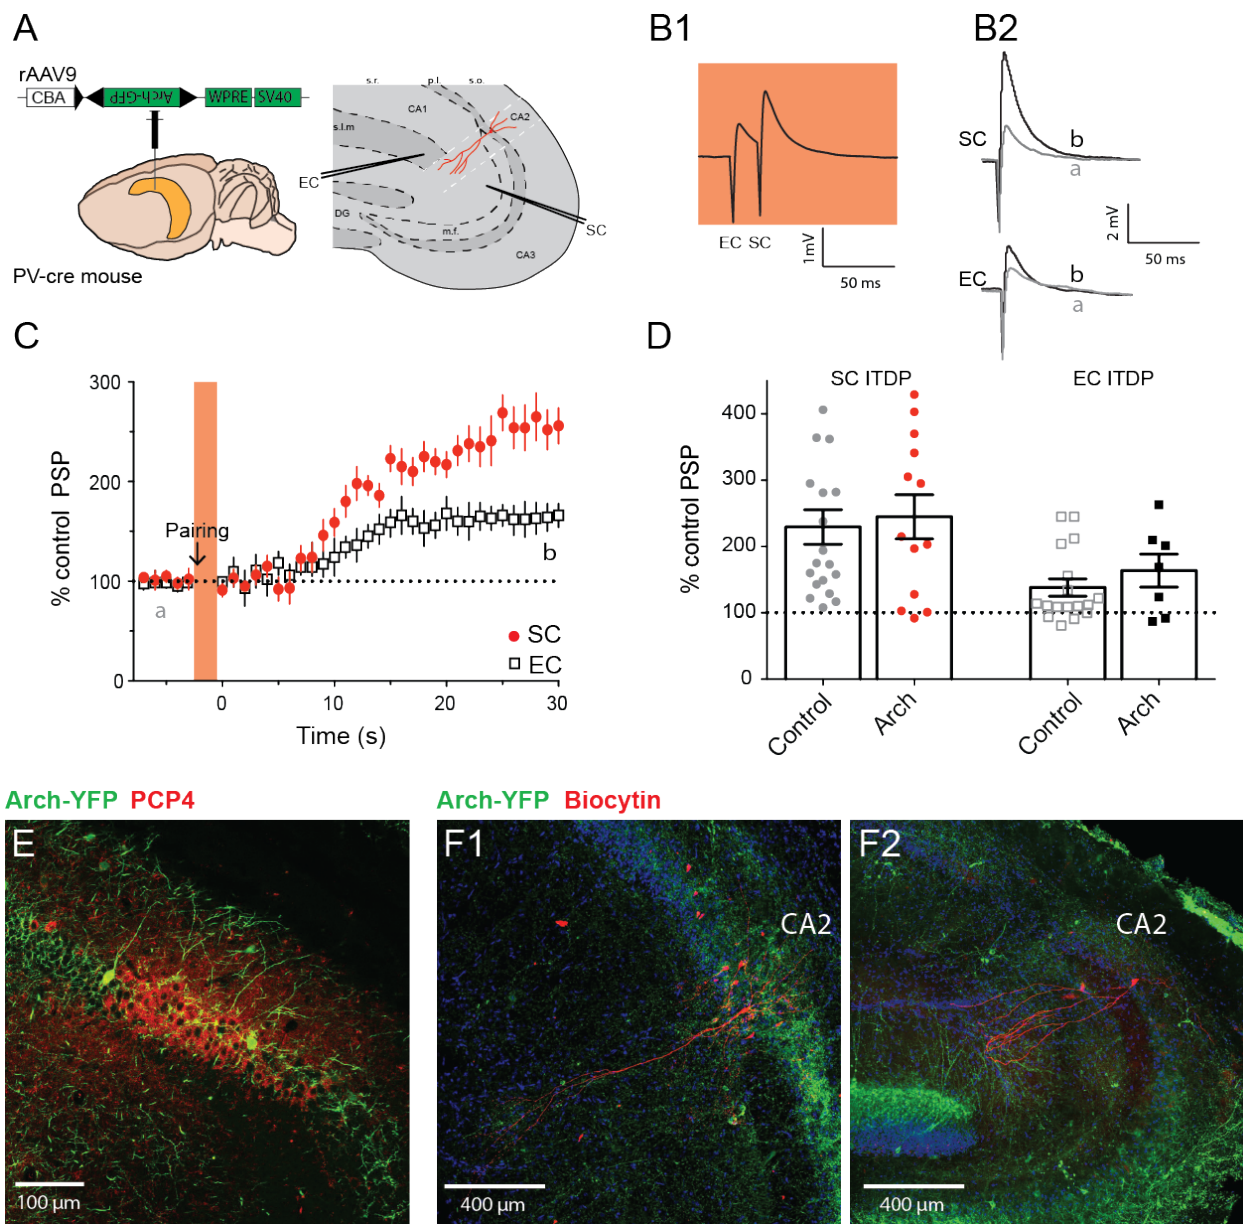 A
rAAV9
CBA
Arch-GFP
WPRE
SV40
PV-cre mouse
s.r.
p.l.
s.o.
CA1
CA2
s.l.m
EC
DG
m.f.
SC
CA3
B1
EC SC
1mV
50 ms
B2
SC
b
a
2 mV
50 ms
EC
b
a
C
300
200
100
0
% control PSP
Pairing
a
b
SC
EC
0
10
20
30
Time (s)
D
SC ITDP
EC ITDP
400
300
200
100
0
% control PSP
Control
Arch
Control
Arch
Arch-YFP PCP4
E
100 µm
Arch-YFP Biocytin
F1
CA2
400 µm
F2
CA2
400 µm